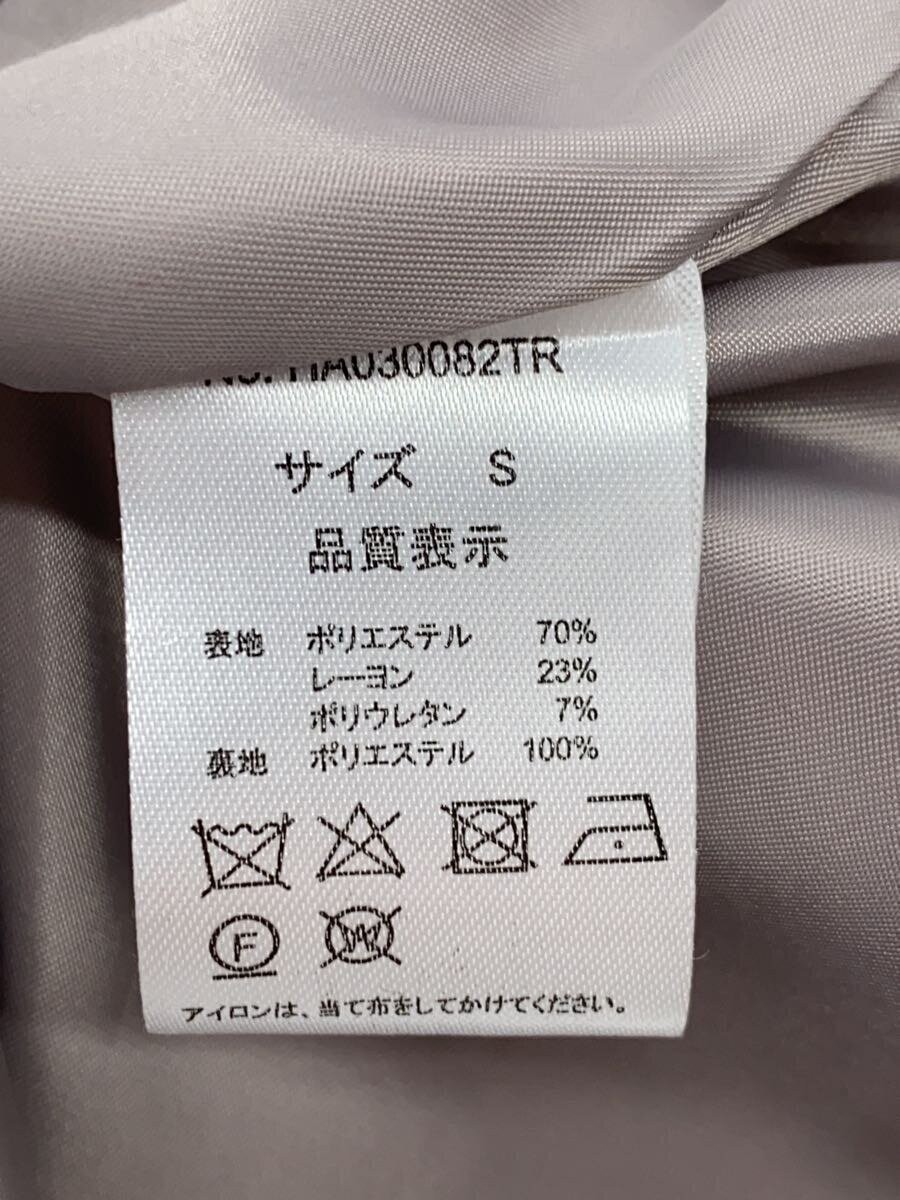 No. HA030082TR
サイズ S
品質表示
表地 ポリエステル 70%
レーヨン 23%
ポリウレタン 7%
裏地 ポリエステル 100%
F
アイロンは、当て布をしてかけてください。